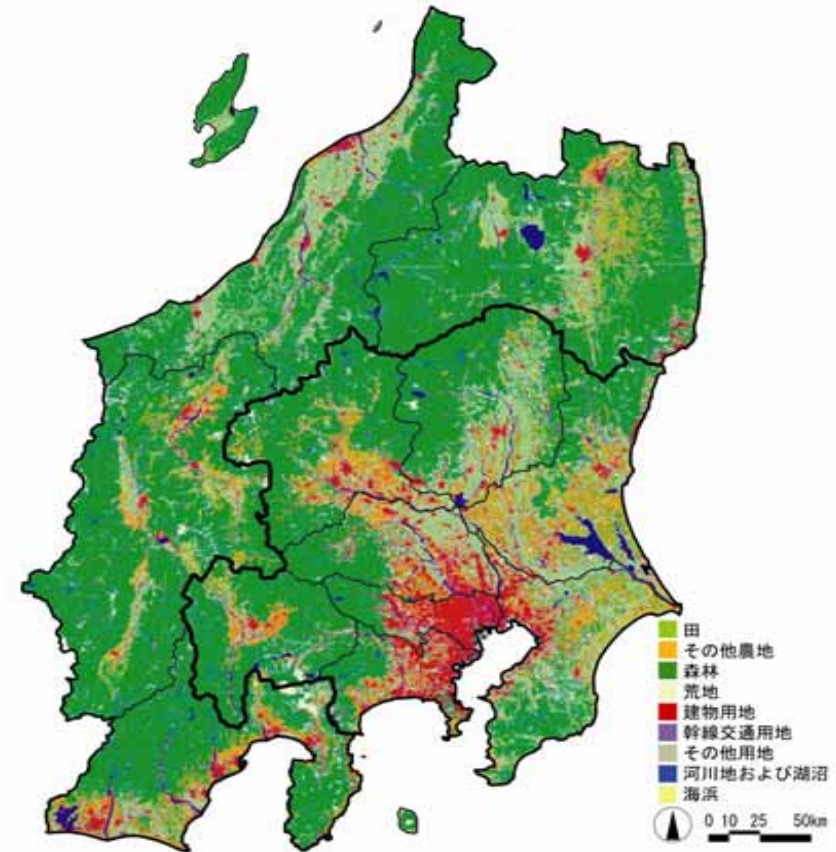 田
その他農地
森林
荒地
建物用地
幹線交通用地
その他用地
河川地および湖沼
海浜
0 10 25 50km